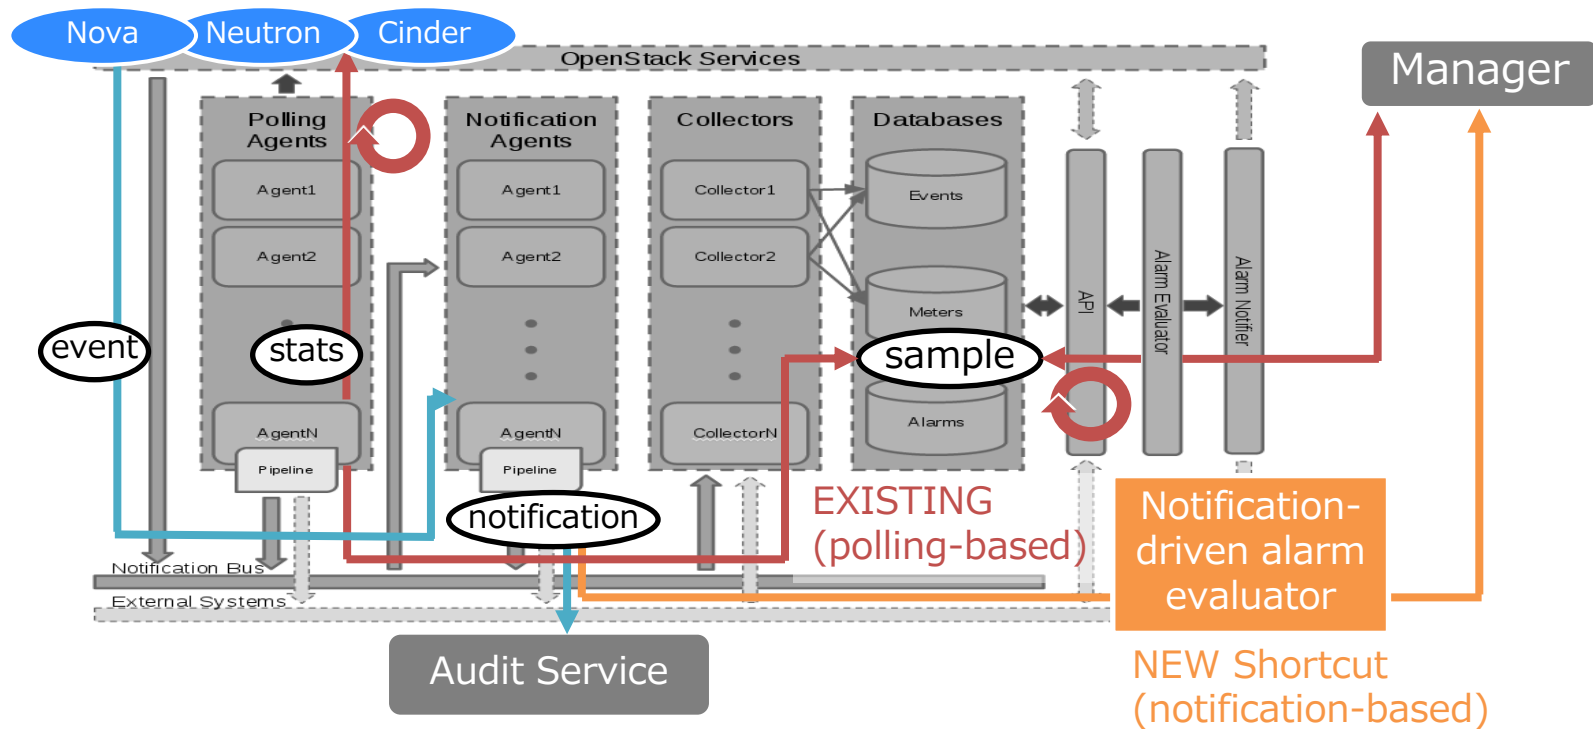 Nova
Neutron
Cinder
OpenStack Services
Manager
Polling
Agents
Agent1
Agent2
AgentN
Pipeline
Notification
Agents
Agent1
Agent2
AgentN
Pipeline
Collectors
Collector1
Collector2
CollectorN
Databases
Events
Meters
Alarms
API
Alarm Evaluator
Alarm Notifier
event
stats
sample
notification
EXISTING
(polling-based)
Notification-
driven alarm
evaluator
Notification Bus
External Systems
Audit Service
NEW Shortcut
(notification-based)